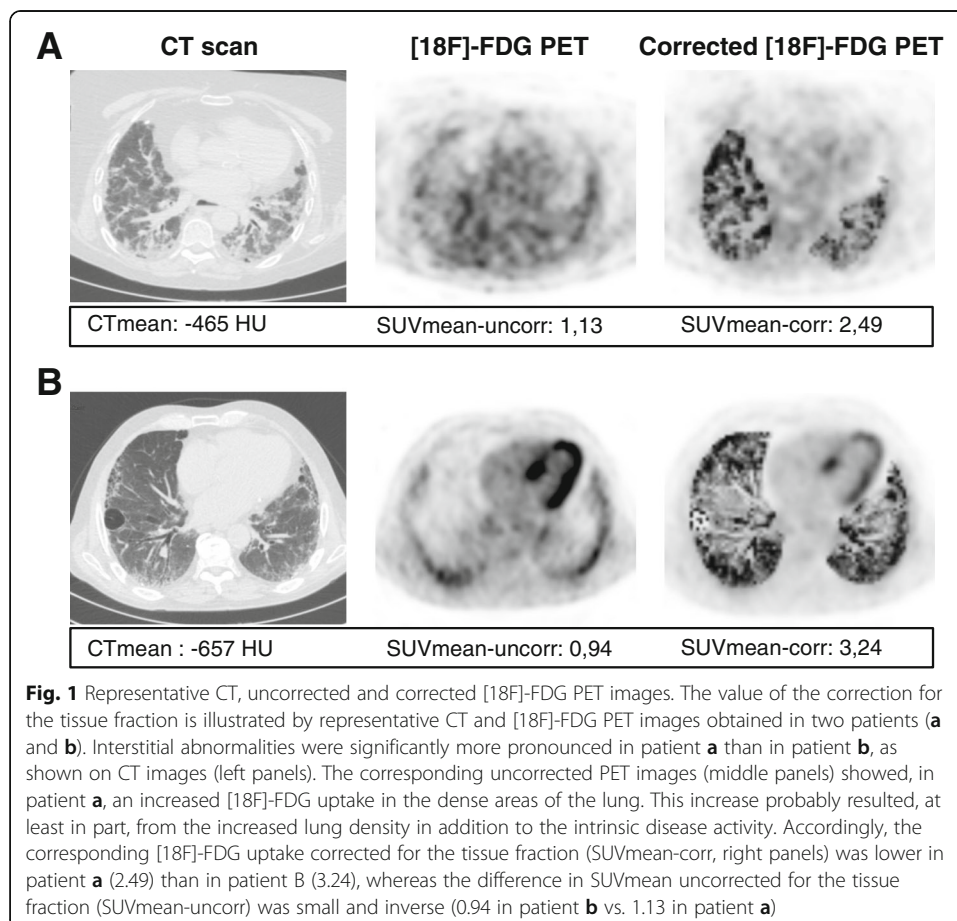 A
CT scan [18F]-FDG PET Corrected [18F]-FDG PET
CTmean: -465 HU SUVmean-uncorr: 1,13 SUVmean-corr: 2,49
B
CTmean : -657 HU SUVmean-uncorr: 0,94 SUVmean-corr: 3,24
Fig. 1 Representative CT, uncorrected and corrected [18F]-FDG PET images. The value of the correction for
the tissue fraction is illustrated by representative CT and [18F]-FDG PET images obtained in two patients (a
and b). Interstitial abnormalities were significantly more pronounced in patient a than in patient b, as
shown on CT images (left panels). The corresponding uncorrected PET images (middle panels) showed, in
patient a, an increased [18F]-FDG uptake in the dense areas of the lung. This increase probably resulted, at
least in part, from the increased lung density in addition to the intrinsic disease activity. Accordingly, the
corresponding [18F]-FDG uptake corrected for the tissue fraction (SUVmean-corr, right panels) was lower in
patient a (2.49) than in patient B (3.24), whereas the difference in SUVmean uncorrected for the tissue
fraction (SUVmean-uncorr) was small and inverse (0.94 in patient b vs. 1.13 in patient a)